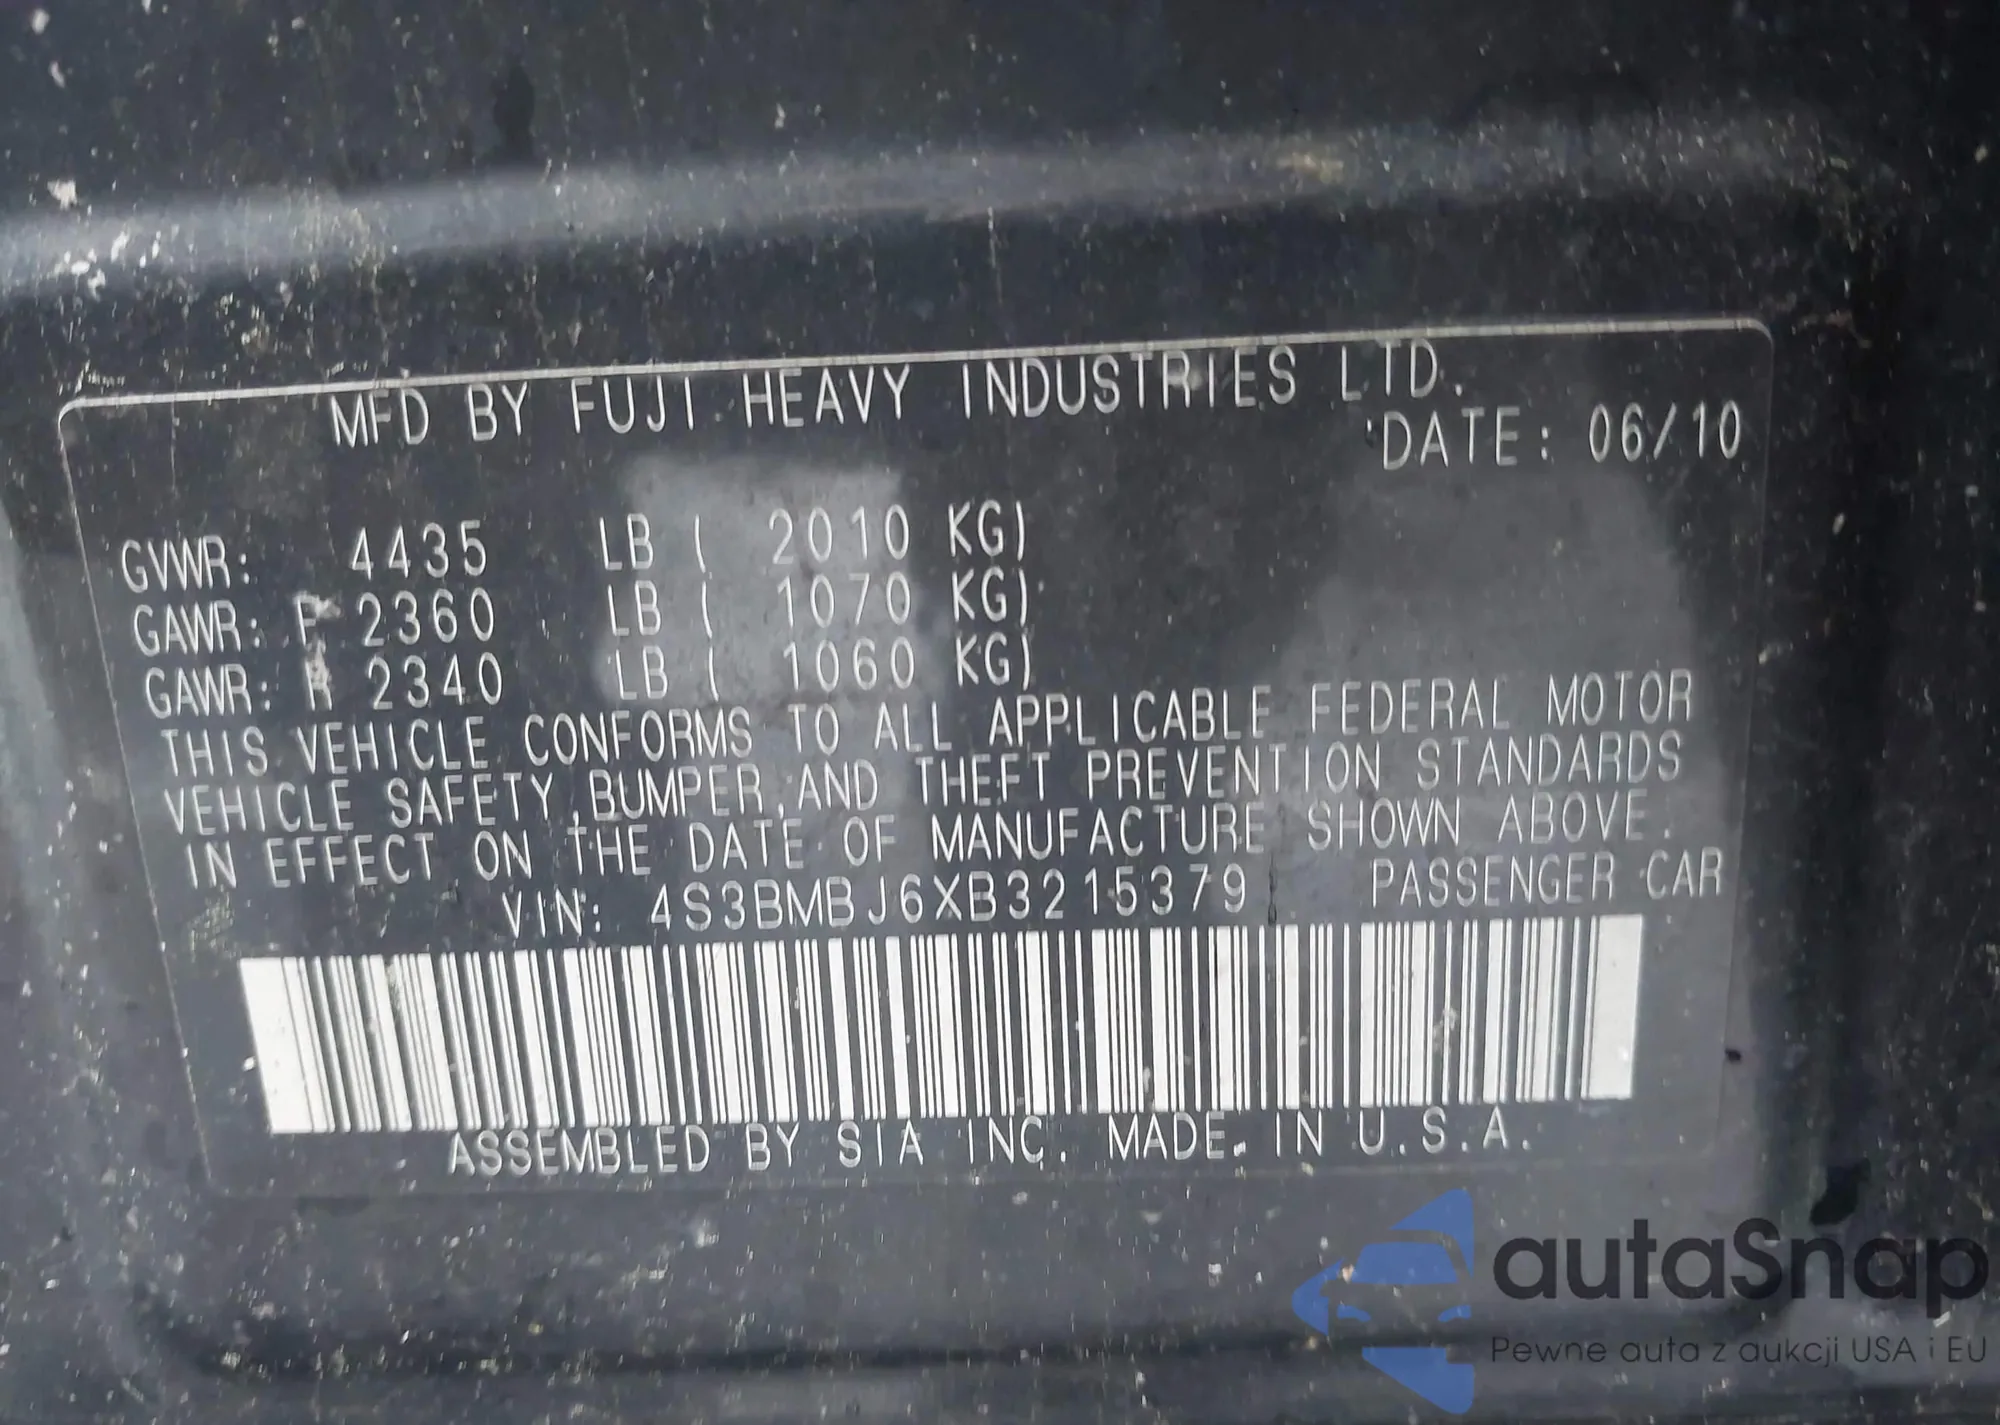 MFD BY FUJI HEAVY INDUSTRIES LTD.
DATE: 06/10
GVWR: 4435 LB ( 2010 KG)
GAWR: F 2360 LB ( 1070 KG)
GAWR: R 2340 LB ( 1060 KG)
THIS VEHICLE CONFORMS TO ALL APPLICABLE FEDERAL MOTOR
VEHICLE SAFETY,BUMPER,AND THEFT PREVENTION STANDARDS
IN EFFECT ON THE DATE OF MANUFACTURE SHOWN ABOVE.
VIN: 4S3BMBJ6XB3215379 PASSENGER CAR
ASSEMBLED BY SIA INC. MADE IN U.S.A.
autaSnap
Pewne auta z aukcji USA i EU